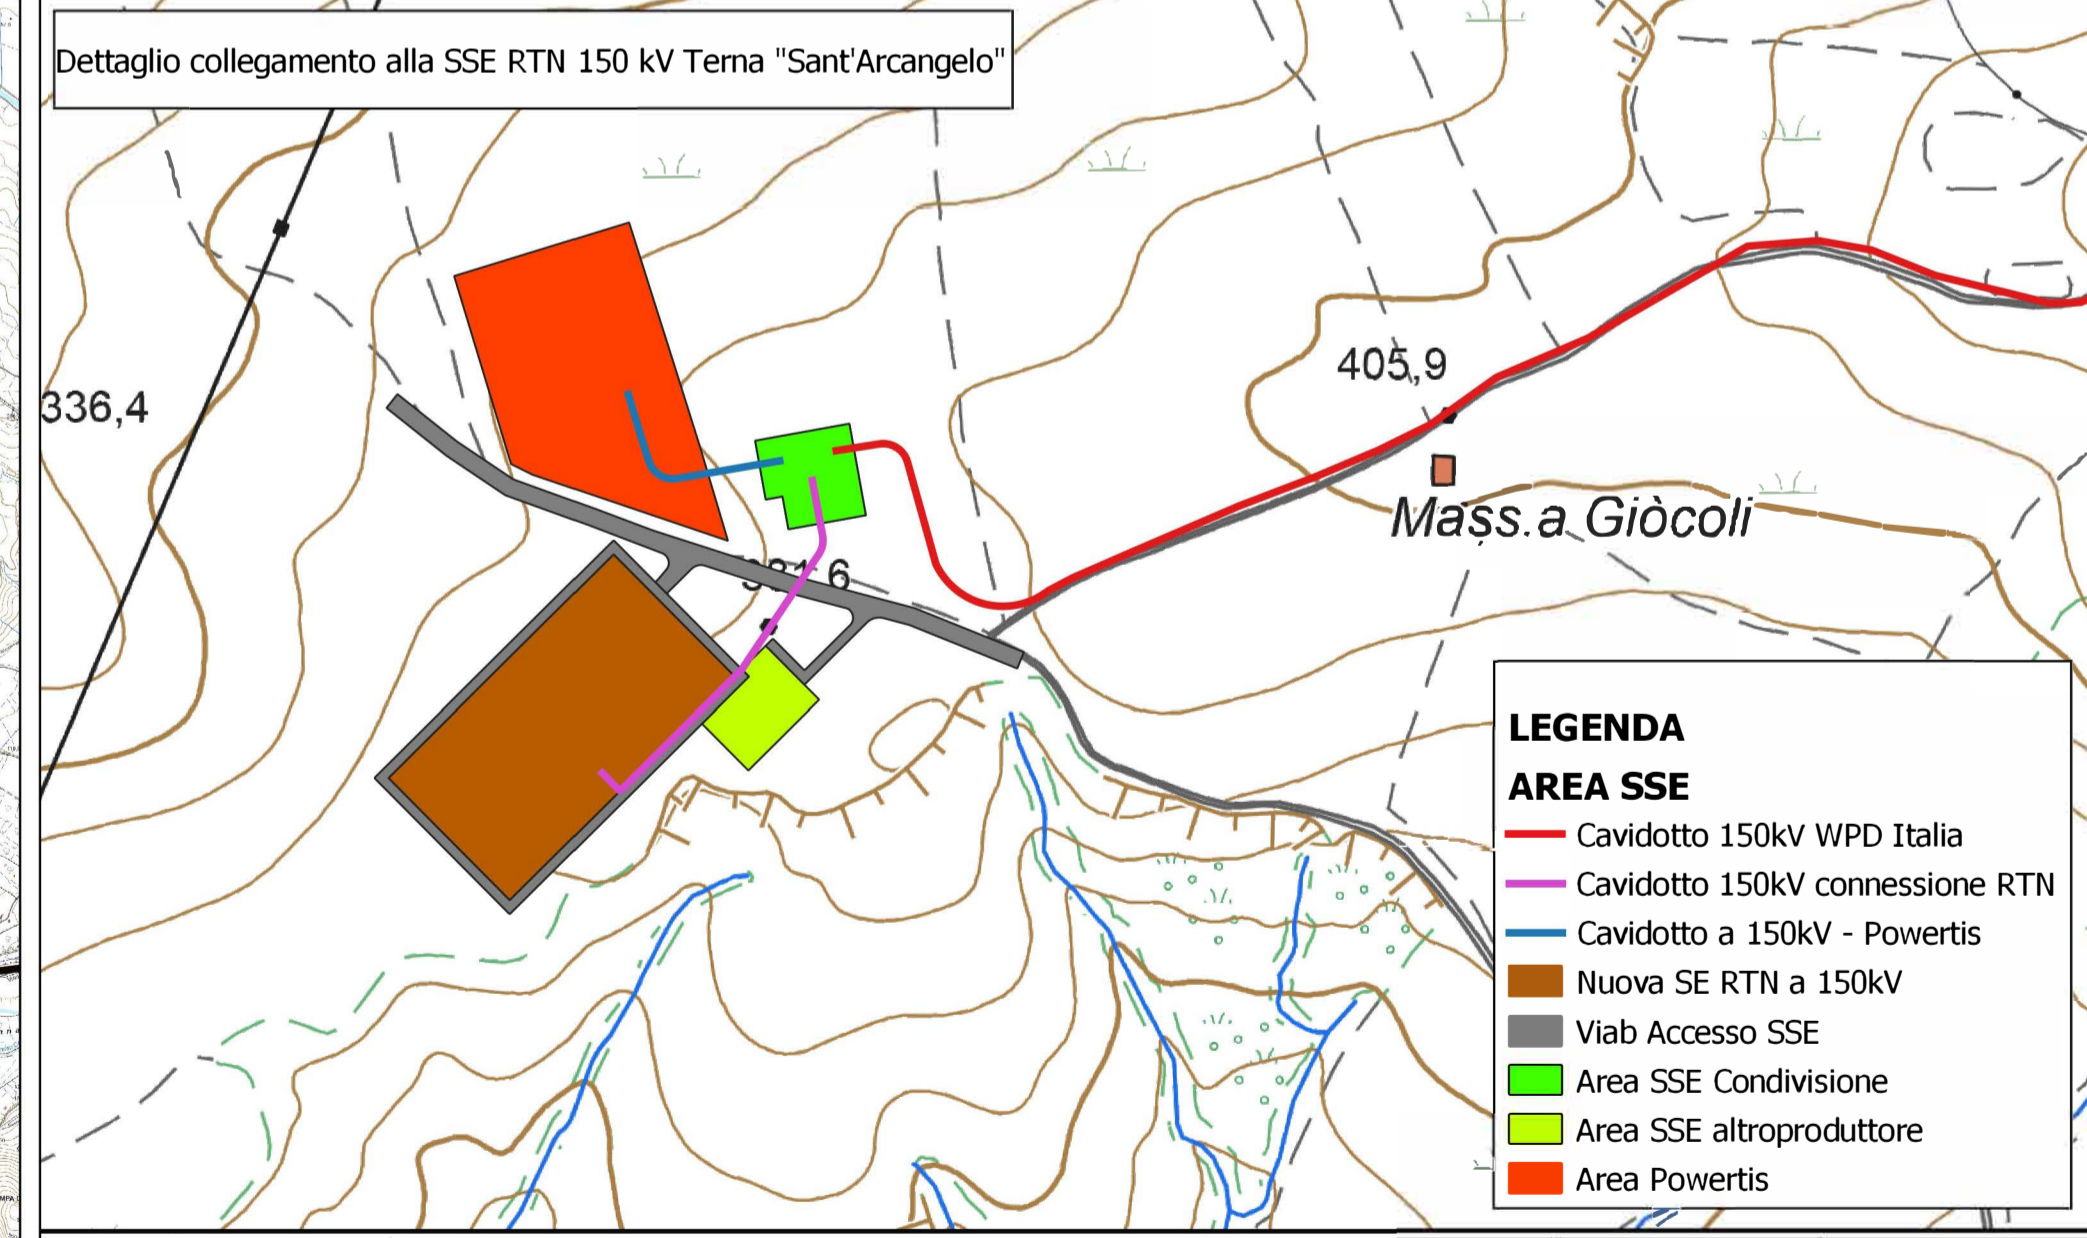 Dettaglio collegamento alla SSE RTN 150 kV Terna "Sant'Arcangelo"
405,9
336,4
Mass.a Giòcoli
LEGENDA
AREA SSE
Cavidotto 150kV WPD Italia
Cavidotto 150kV connessione RTN
Cavidotto a 150kV - Powertis
Nuova SE RTN a 150kV
Viab Accesso SSE
Area SSE Condivisione
Area SSE altroproduttore
Area Powertis